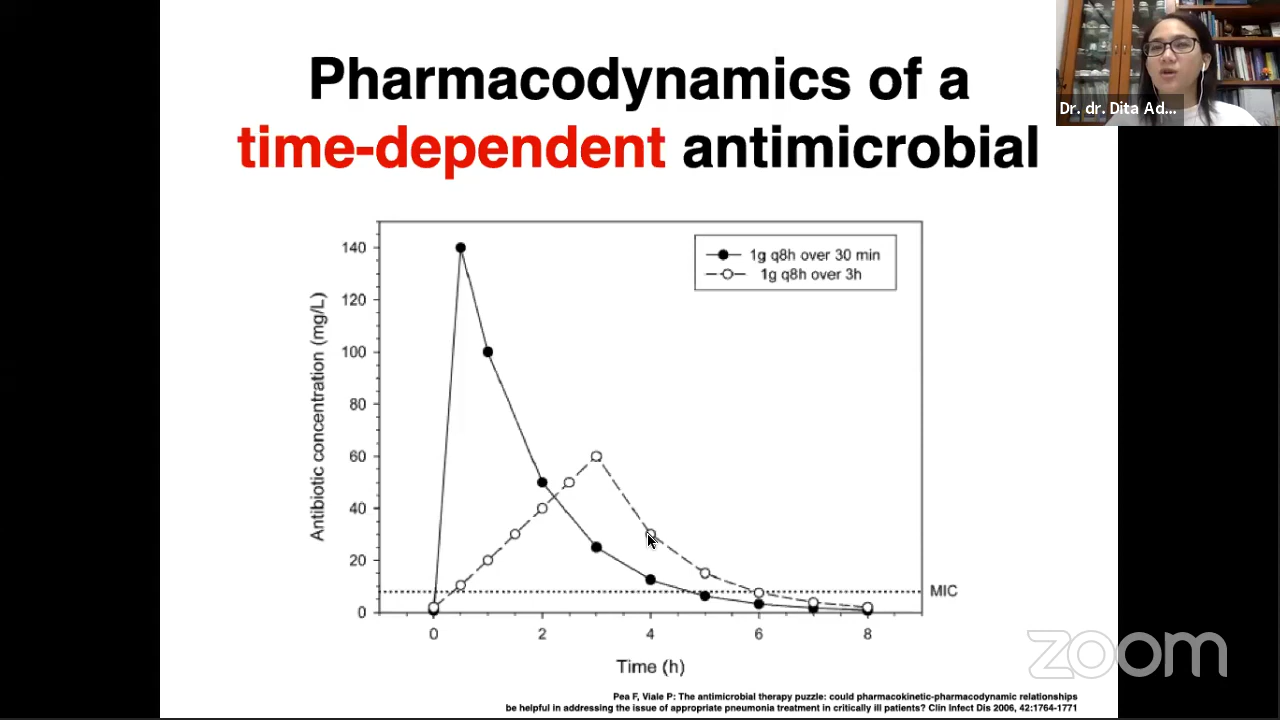 Pharmacodynamics of a
time-dependent antimicrobial
Dr. dr. Dita Ad...
1g q8h over 30 min
1g q8h over 3h
Antibiotic concentration (mg/L)
140
120
100
80
60
40
20
0
MIC
0 2 4 6 8
Time (h)
zoom
Pea F, Viale P: The antimicrobial therapy puzzle: could pharmacokinetic-pharmacodynamic relationships
be helpful in addressing the issue of appropriate pneumonia treatment in critically ill patients? Clin Infect Dis 2006, 42:1764-1771